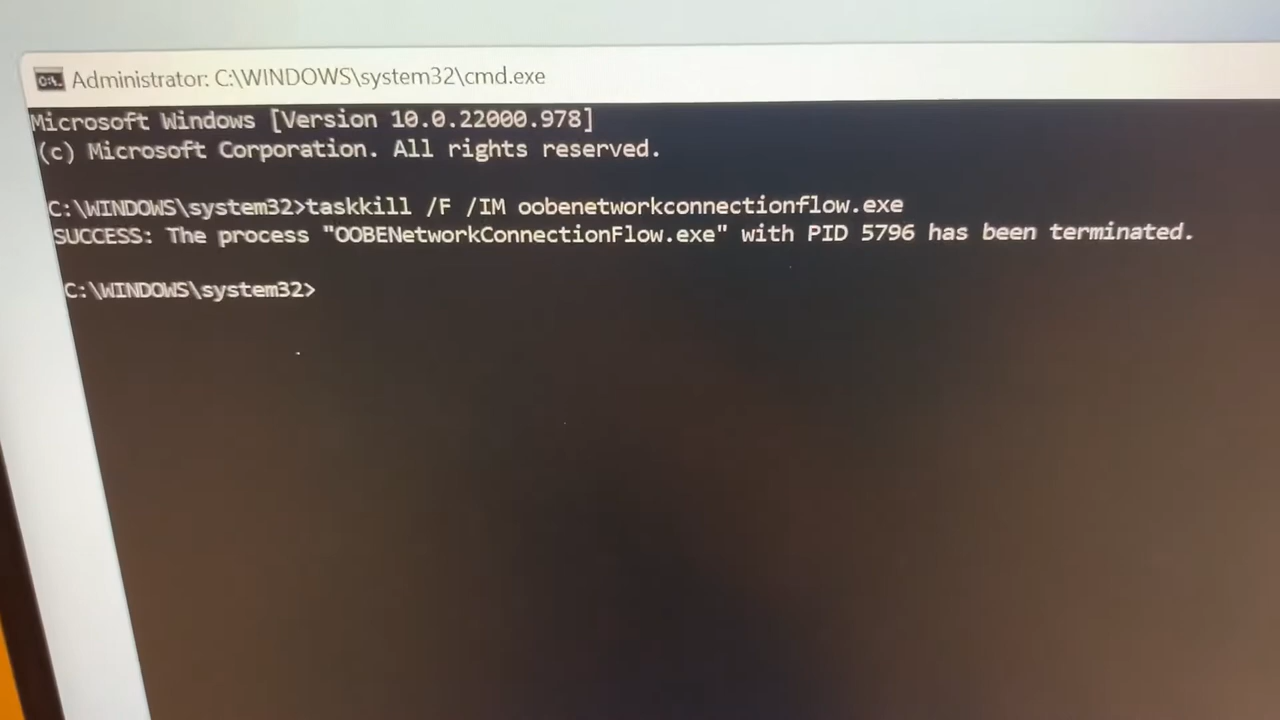 Administrator: C:\WINDOWS\system32\cmd.exe
Microsoft Windows [Version 10.0.22000.978]
(c) Microsoft Corporation. All rights reserved.
C:\WINDOWS\system32>taskkill /F /IM oobenetworkconnectionflow.exe
SUCCESS: The process "OOBENetworkConnectionFlow.exe" with PID 5796 has been terminated.
C:\WINDOWS\system32>